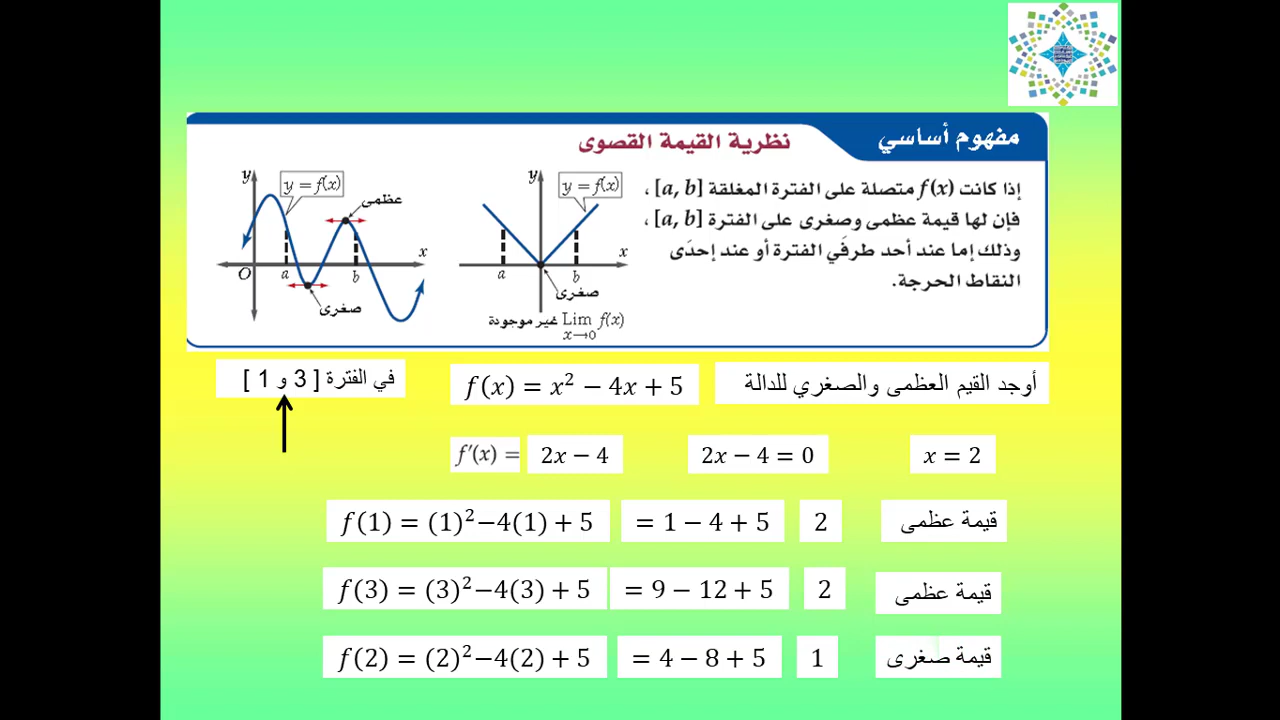 مفهوم أساسي
نظرية القيمة القصوى
إذا كانت f(x) متصلة على الفترة المغلقة [a, b] ،
فإن لها قيمة عظمى وصغرى على الفترة [a, b] ،
وذلك إما عند أحد طرفَي الفترة أو عند إحدَى
النقاط الحرجة.
y
y = f(x)
x
a
b
صغرى
Lim f(x) غير موجودة
x→0
y
y = f(x)
عظمى
x
O
a
b
صغرى
أوجد القيم العظمى والصغري للدالة f(x) = x² − 4x + 5 في الفترة [ 3 و 1 ]
f′(x) = 2x − 4 2x − 4 = 0 x = 2
f(1) = (1)²−4(1) + 5 = 1 − 4 + 5 2 قيمة عظمى
f(3) = (3)²−4(3) + 5 = 9 − 12 + 5 2 قيمة عظمى
f(2) = (2)²−4(2) + 5 = 4 − 8 + 5 1 قيمة صغرى